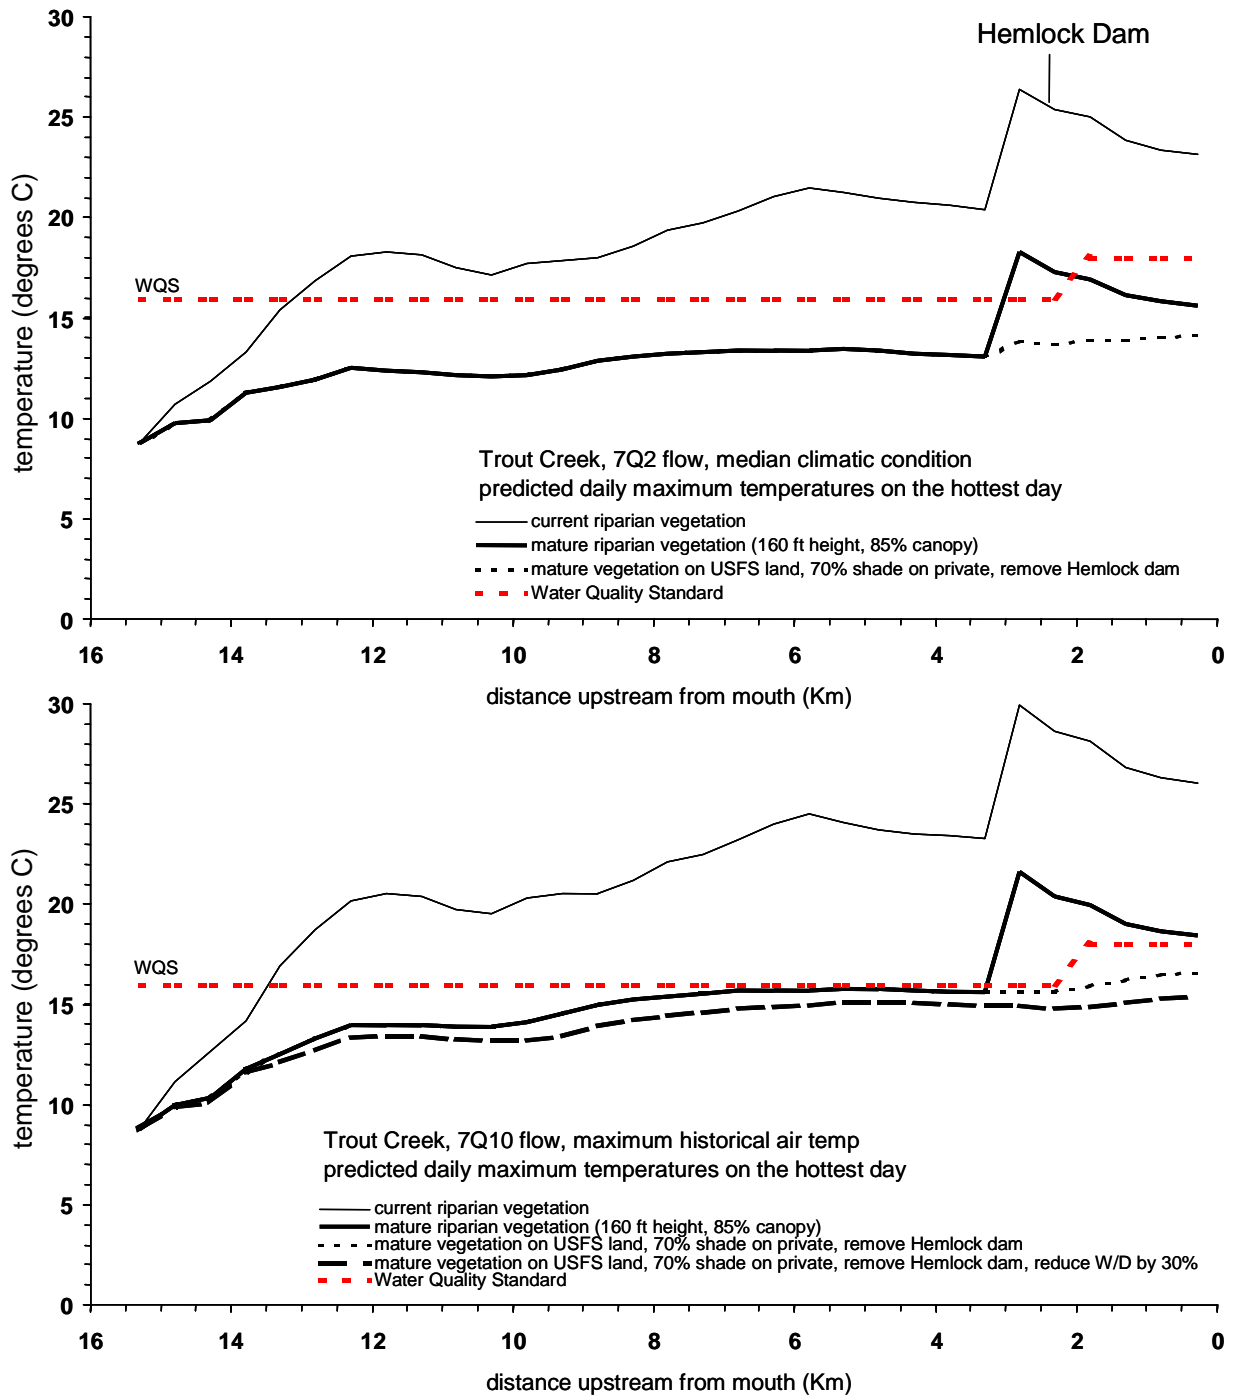 30
25
20
15
10
5
0
temperature (degrees C)
Hemlock Dam
WQS
Trout Creek, 7Q2 flow, median climatic condition
predicted daily maximum temperatures on the hottest day
current riparian vegetation
mature riparian vegetation (160 ft height, 85% canopy)
mature vegetation on USFS land, 70% shade on private, remove Hemlock dam
Water Quality Standard
16 14 12 10 8 6 4 2 0
distance upstream from mouth (Km)
30
25
20
15
10
5
0
temperature (degrees C)
WQS
Trout Creek, 7Q10 flow, maximum historical air temp
predicted daily maximum temperatures on the hottest day
current riparian vegetation
mature riparian vegetation (160 ft height, 85% canopy)
mature vegetation on USFS land, 70% shade on private, remove Hemlock dam
mature vegetation on USFS land, 70% shade on private, remove Hemlock dam, reduce W/D by 30%
Water Quality Standard
16 14 12 10 8 6 4 2 0
distance upstream from mouth (Km)